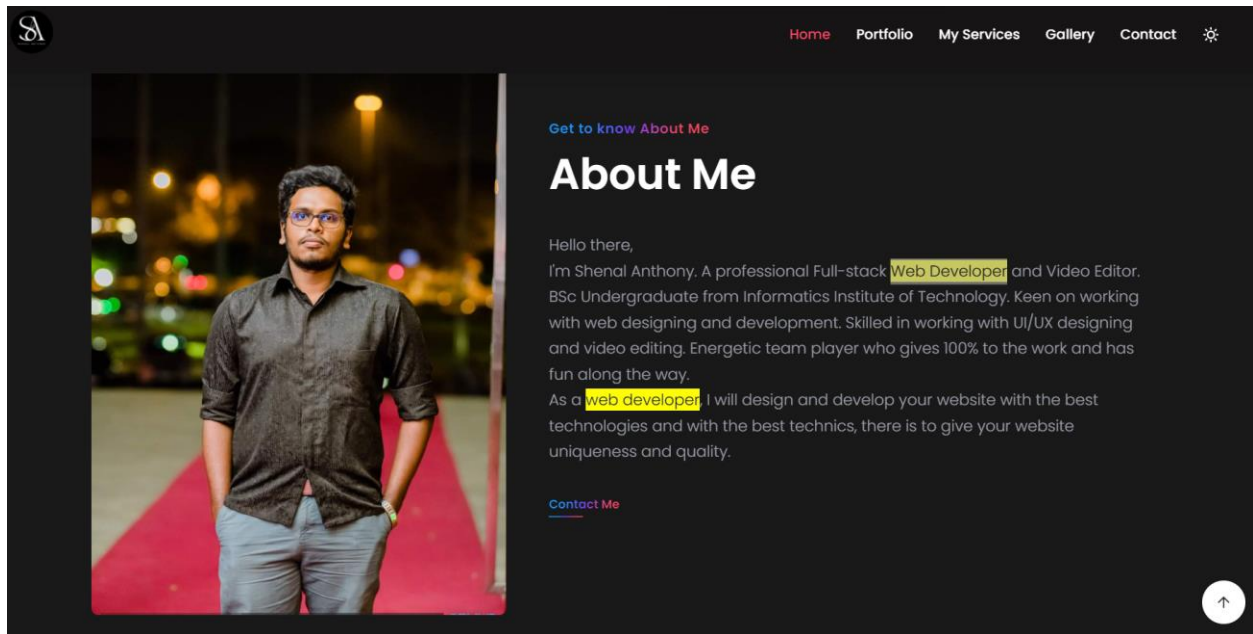 SA
Home Portfolio My Services Gallery Contact
Get to know About Me
About Me
Hello there,
I'm Shenal Anthony. A professional Full-stack Web Developer and Video Editor.
BSc Undergraduate from Informatics Institute of Technology. Keen on working
with web designing and development. Skilled in working with UI/UX designing
and video editing. Energetic team player who gives 100% to the work and has
fun along the way.
As a web developer, I will design and develop your website with the best
technologies and with the best technics, there is to give your website
uniqueness and quality.
Contact Me